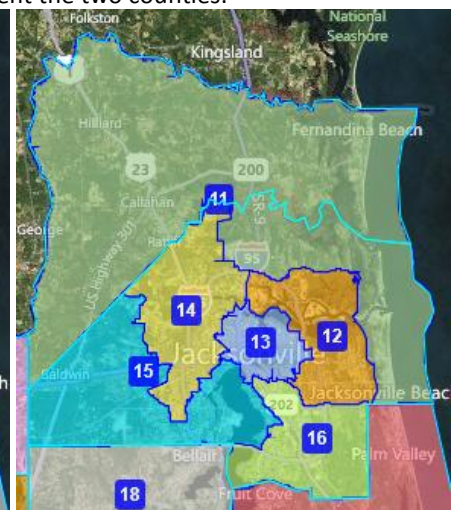 ent the two counties.
Folkston
National
Seashore
Kingsland
1
Hilliard
Fernandina Beach
23
200
Callahan
11
SR-9
George
US Highway 301
95
14
13
12
Jacksonville
15
Baldwin
Jacksonville Beac
h
202
16
Bellair
Palm Valley
18
Fruit Cove